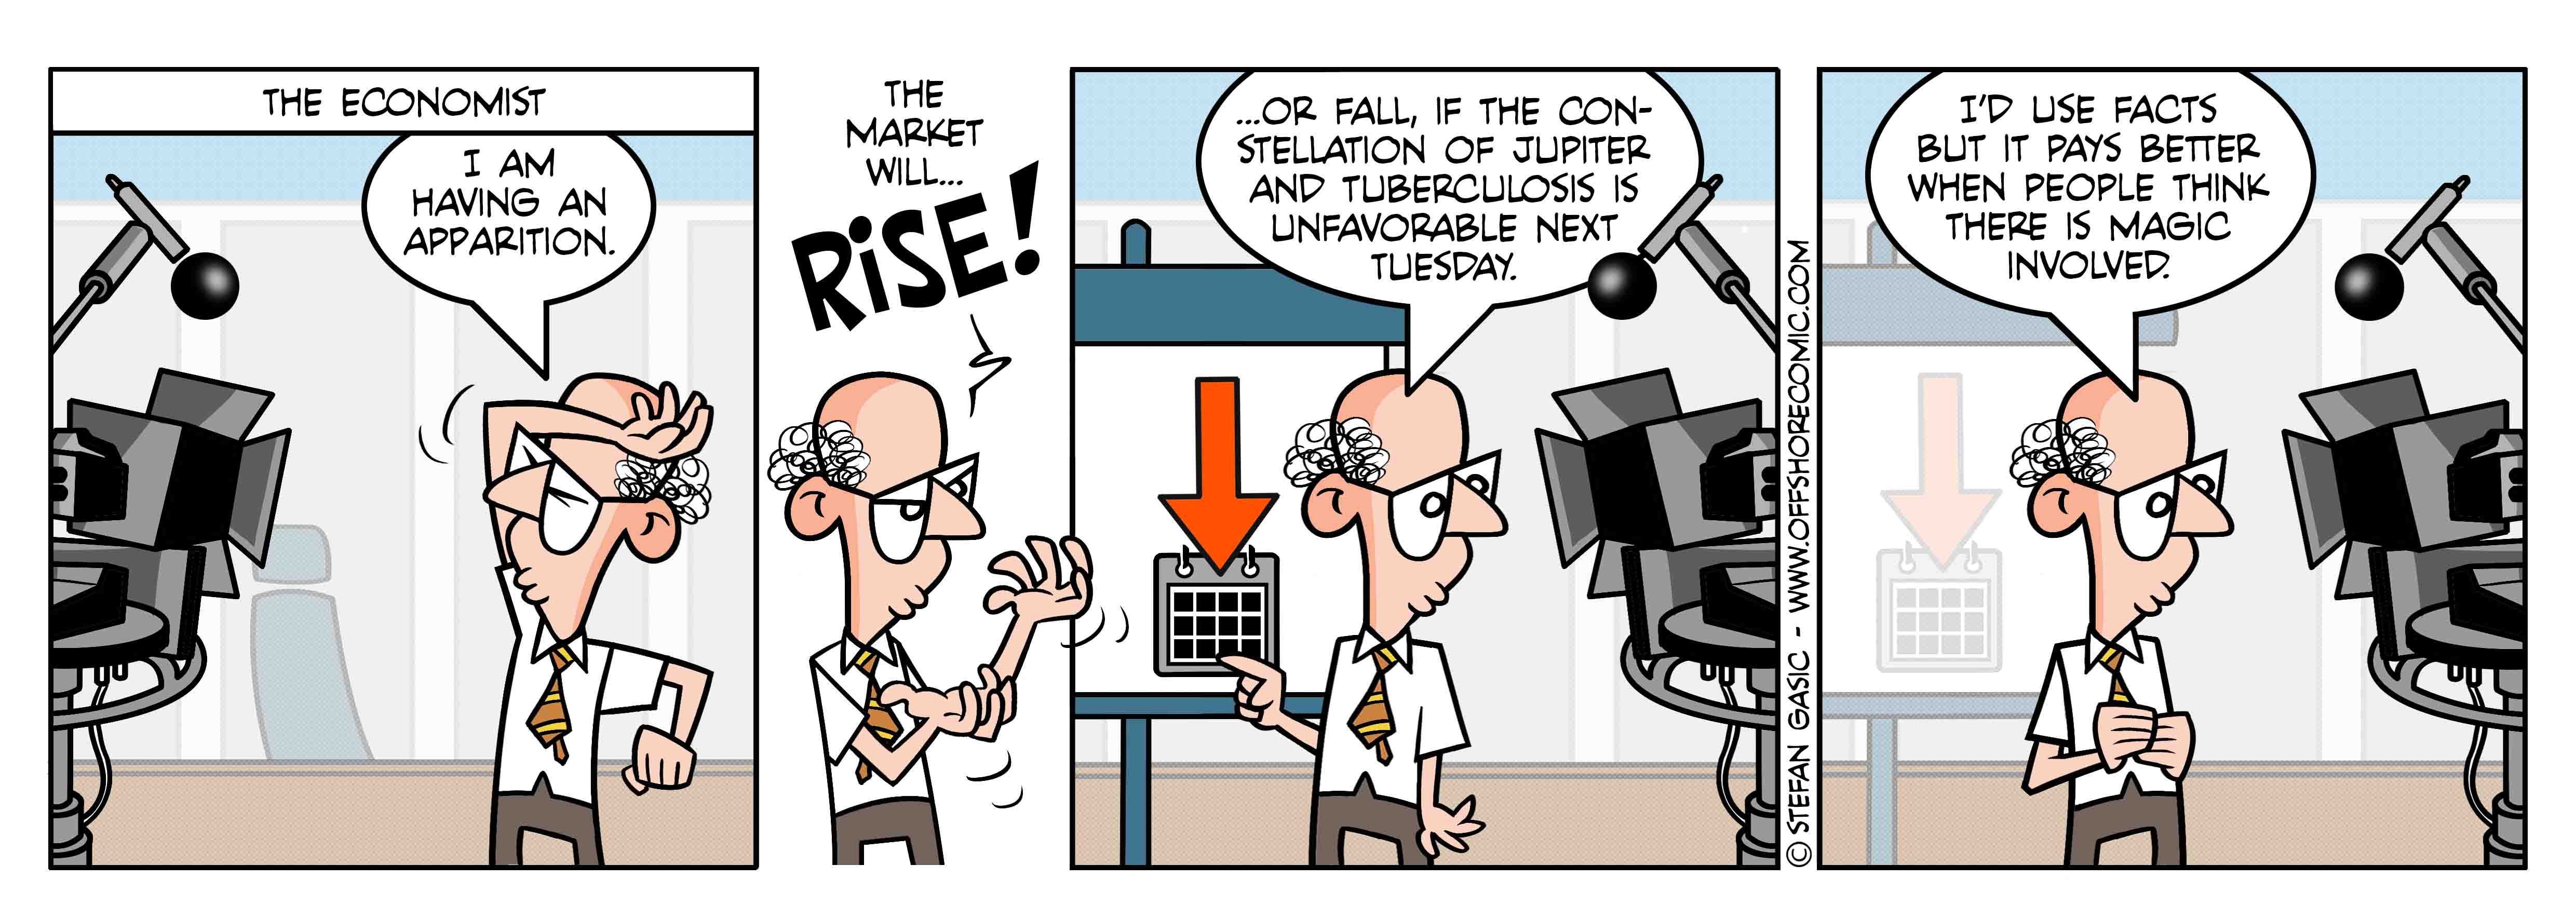 THE ECONOMIST
I AM
HAVING AN
APPARITION.
THE
MARKET
WILL...
RiSE!
...OR FALL, IF THE CON-
STELLATION OF JUPITER
AND TUBERCULOSIS IS
UNFAVORABLE NEXT
TUESDAY.
I'D USE FACTS
BUT IT PAYS BETTER
WHEN PEOPLE THINK
THERE IS MAGIC
INVOLVED.
© STEFAN GASIC - WWW.OFFSHORECOMIC.COM